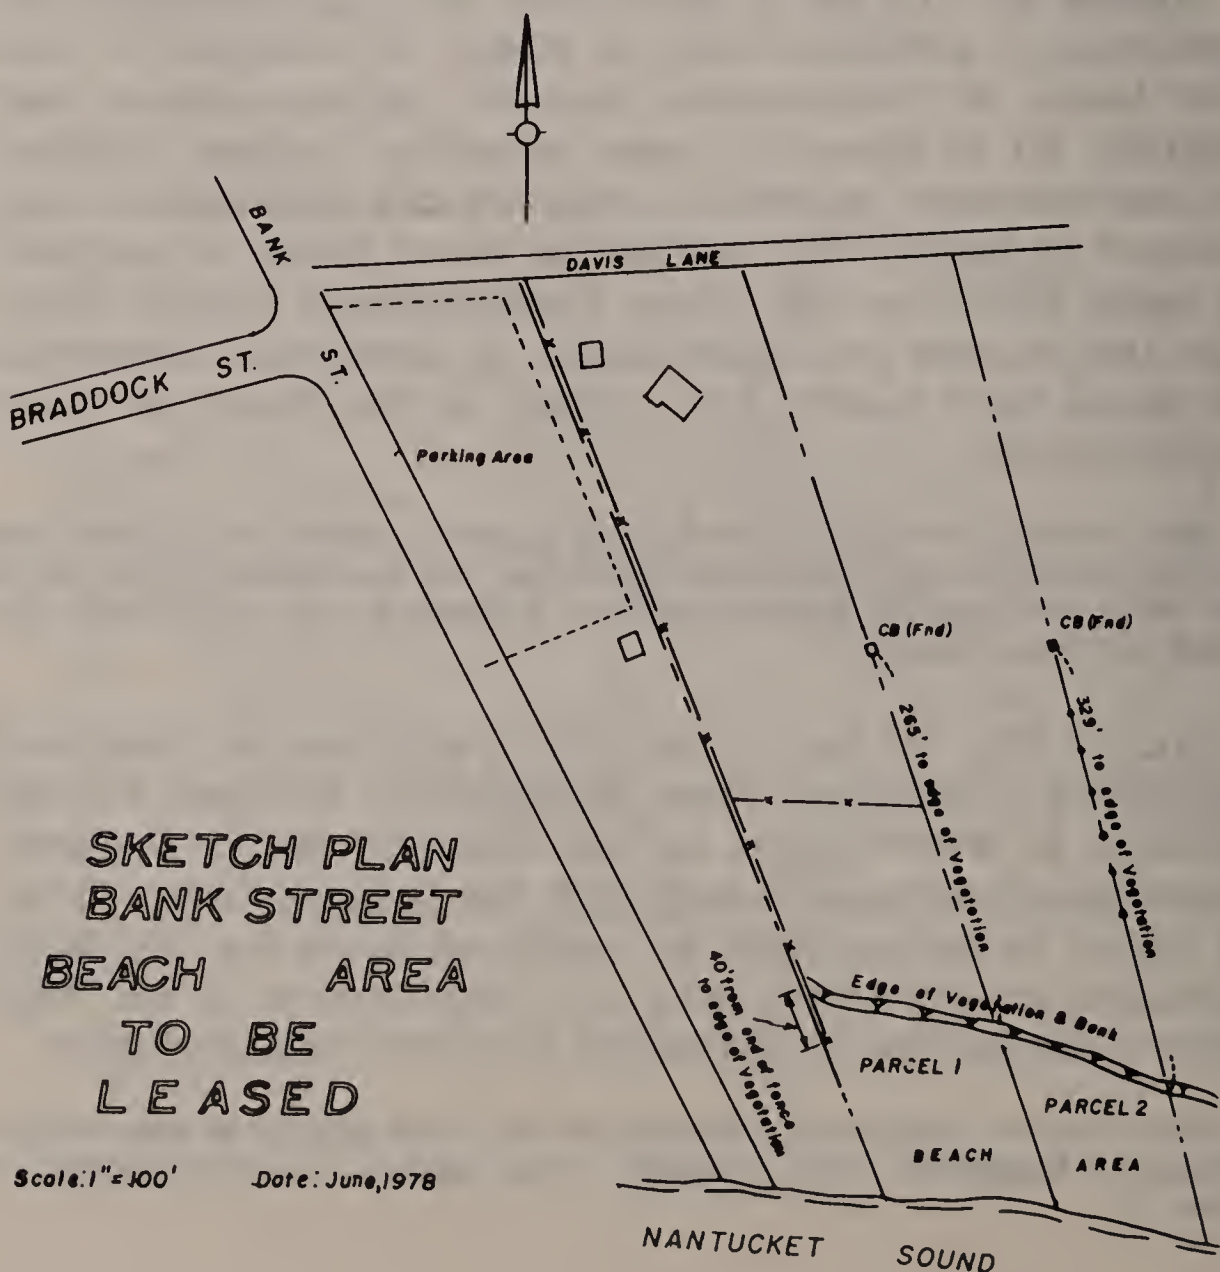 BANK
ST.
DAVIS LANE
BRADDOCK ST.
Parking Area
CB (Fnd)
CB (Fnd)
265' to edge of Vegetation
329' to edge of Vegetation
SKETCH PLAN
BANK STREET
BEACH AREA
TO BE
LEASED
Scale: 1" = 100' Date: June, 1978
40' from end of fence
to edge of Vegetation
Edge of Vegetation & Bank
PARCEL 1
PARCEL 2
BEACH AREA
NANTUCKET SOUND